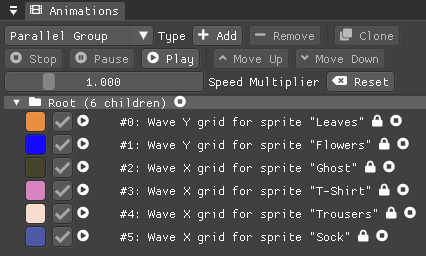 Animations
Parallel Group Type Add Remove Clone
Stop Pause Play Move Up Move Down
1.000 Speed Multiplier Reset
Root (6 children)
#0: Wave Y grid for sprite "Leaves"
#1: Wave Y grid for sprite "Flowers"
#2: Wave X grid for sprite "Ghost"
#3: Wave X grid for sprite "T-Shirt"
#4: Wave X grid for sprite "Trousers"
#5: Wave X grid for sprite "Sock"